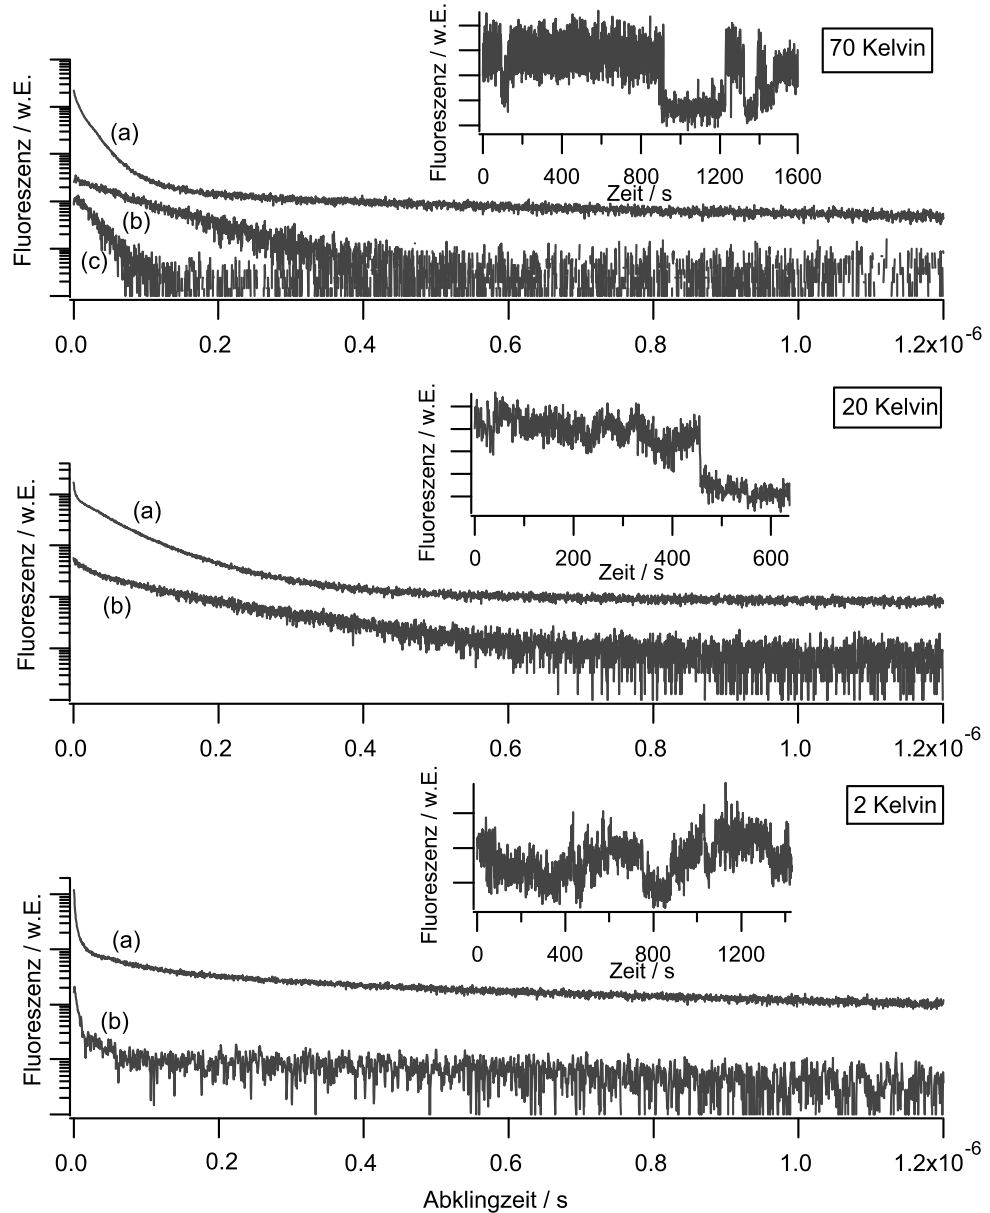 Fluoreszenz / w.E.
70 Kelvin
Fluoreszenz / w.E.
(a)
(b)
(c)
0 400 800 1200 1600
Zeit / s
0.0 0.2 0.4 0.6 0.8 1.0 1.2x10-6
Fluoreszenz / w.E.
20 Kelvin
Fluoreszenz / w.E.
(a)
(b)
0 200 400 600
Zeit / s
0.0 0.2 0.4 0.6 0.8 1.0 1.2x10-6
Fluoreszenz / w.E.
2 Kelvin
Fluoreszenz / w.E.
(a)
(b)
0 400 800 1200
Zeit / s
0.0 0.2 0.4 0.6 0.8 1.0 1.2x10-6
Abklingzeit / s